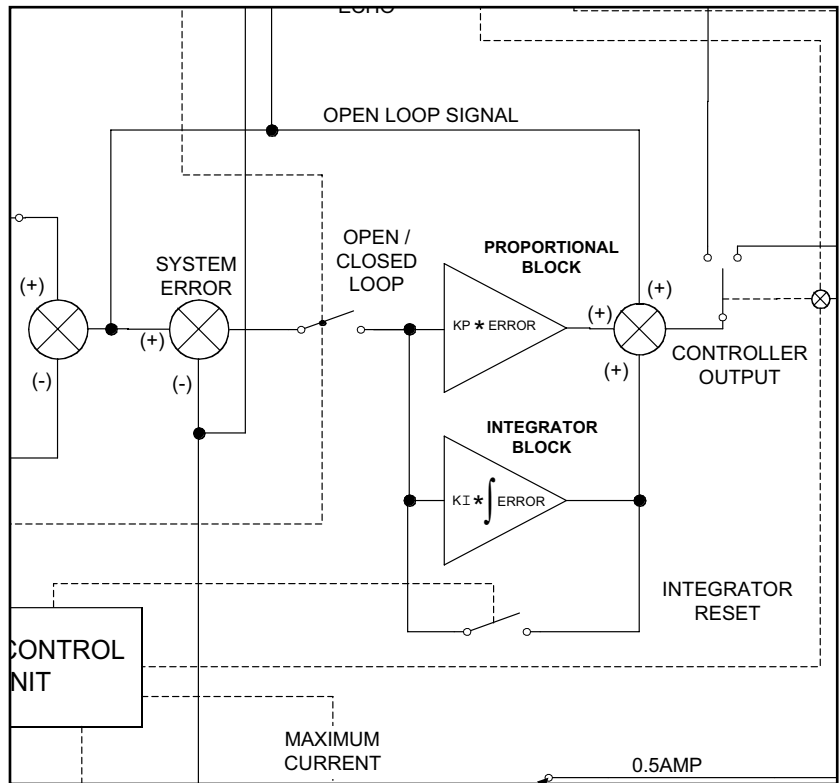 ECHO
OPEN LOOP SIGNAL
OPEN /
CLOSED
LOOP
PROPORTIONAL
BLOCK
SYSTEM
ERROR
(+)
(+)
(-)
(-)
KP * ERROR
(+)
(+)
(+)
CONTROLLER
OUTPUT
INTEGRATOR
BLOCK
KI * ∫ ERROR
INTEGRATOR
RESET
CONTROL
NIT
MAXIMUM
CURRENT
0.5AMP